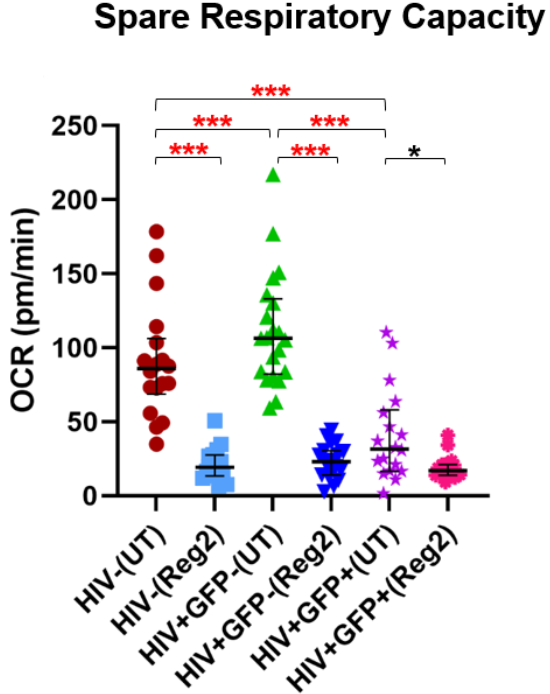 Spare Respiratory Capacity
***
*** ***
*** *** *
OCR (pm/min)
250
200
150
100
50
0
HIV-(UT)
HIV-(Reg2)
HIV+GFP-(UT)
HIV+GFP-(Reg2)
HIV+GFP+(UT)
HIV+GFP+(Reg2)